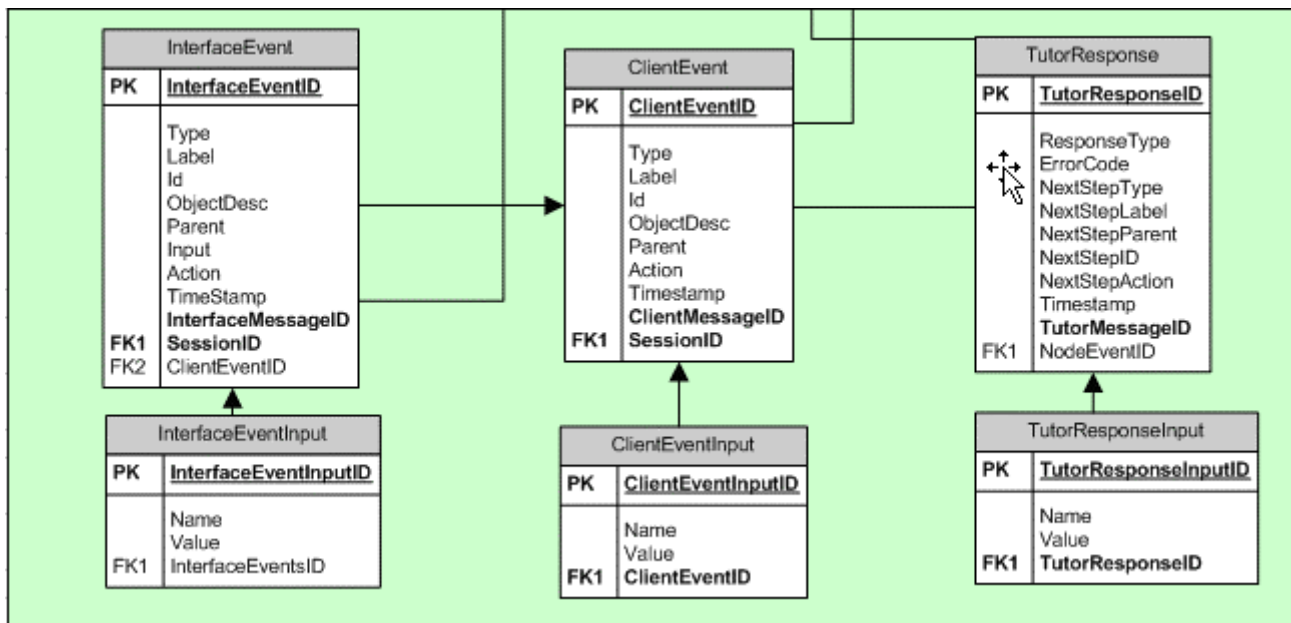 InterfaceEvent
PK InterfaceEventID
Type
Label
Id
ObjectDesc
Parent
Input
Action
TimeStamp
InterfaceMessageID
FK1 SessionID
FK2 ClientEventID
InterfaceEventInput
PK InterfaceEventInputID
Name
Value
FK1 InterfaceEventsID
ClientEvent
PK ClientEventID
Type
Label
Id
ObjectDesc
Parent
Action
Timestamp
ClientMessageID
FK1 SessionID
ClientEventInput
PK ClientEventInputID
Name
Value
FK1 ClientEventID
TutorResponse
PK TutorResponseID
ResponseType
ErrorCode
NextStepType
NextStepLabel
NextStepParent
NextStepID
NextStepAction
Timestamp
TutorMessageID
FK1 NodeEventID
TutorResponseInput
PK TutorResponseInputID
Name
Value
FK1 TutorResponseID